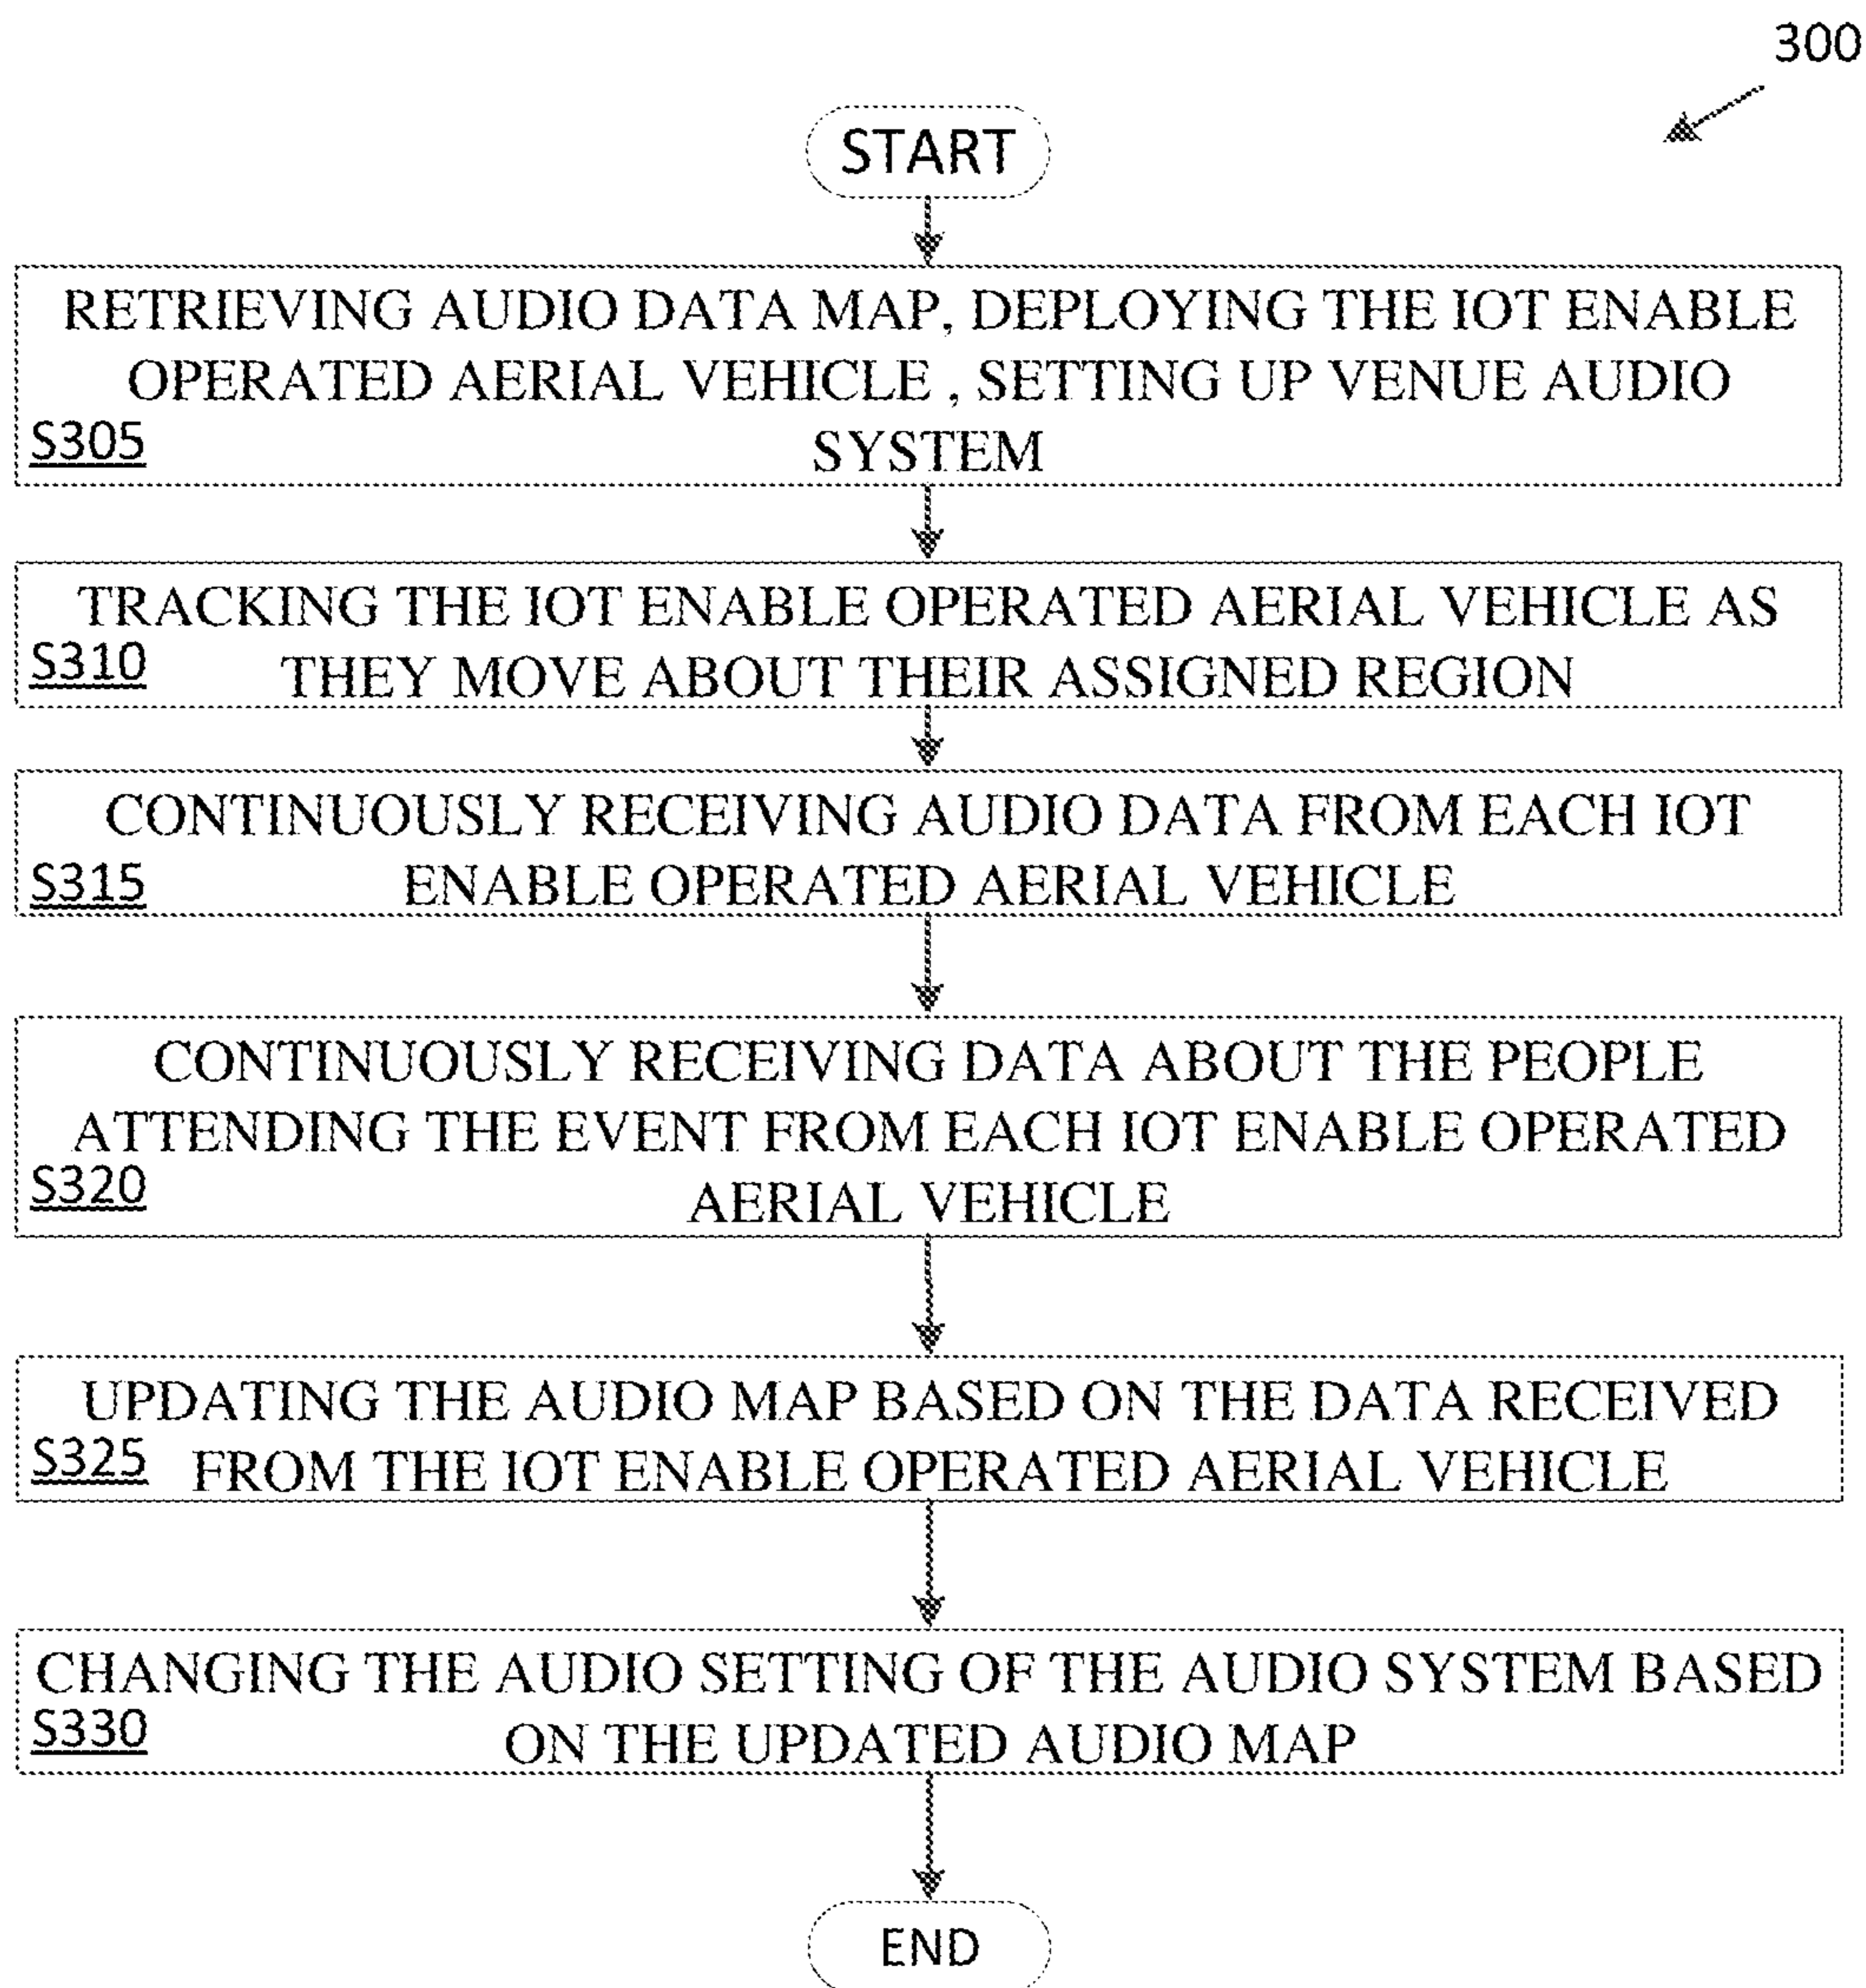 300
START
RETRIEVING AUDIO DATA MAP, DEPLOYING THE IOT ENABLE
OPERATED AERIAL VEHICLE , SETTING UP VENUE AUDIO
SYSTEM
S305
TRACKING THE IOT ENABLE OPERATED AERIAL VEHICLE AS
THEY MOVE ABOUT THEIR ASSIGNED REGION
S310
CONTINUOUSLY RECEIVING AUDIO DATA FROM EACH IOT
ENABLE OPERATED AERIAL VEHICLE
S315
CONTINUOUSLY RECEIVING DATA ABOUT THE PEOPLE
ATTENDING THE EVENT FROM EACH IOT ENABLE OPERATED
AERIAL VEHICLE
S320
UPDATING THE AUDIO MAP BASED ON THE DATA RECEIVED
FROM THE IOT ENABLE OPERATED AERIAL VEHICLE
S325
CHANGING THE AUDIO SETTING OF THE AUDIO SYSTEM BASED
ON THE UPDATED AUDIO MAP
S330
END